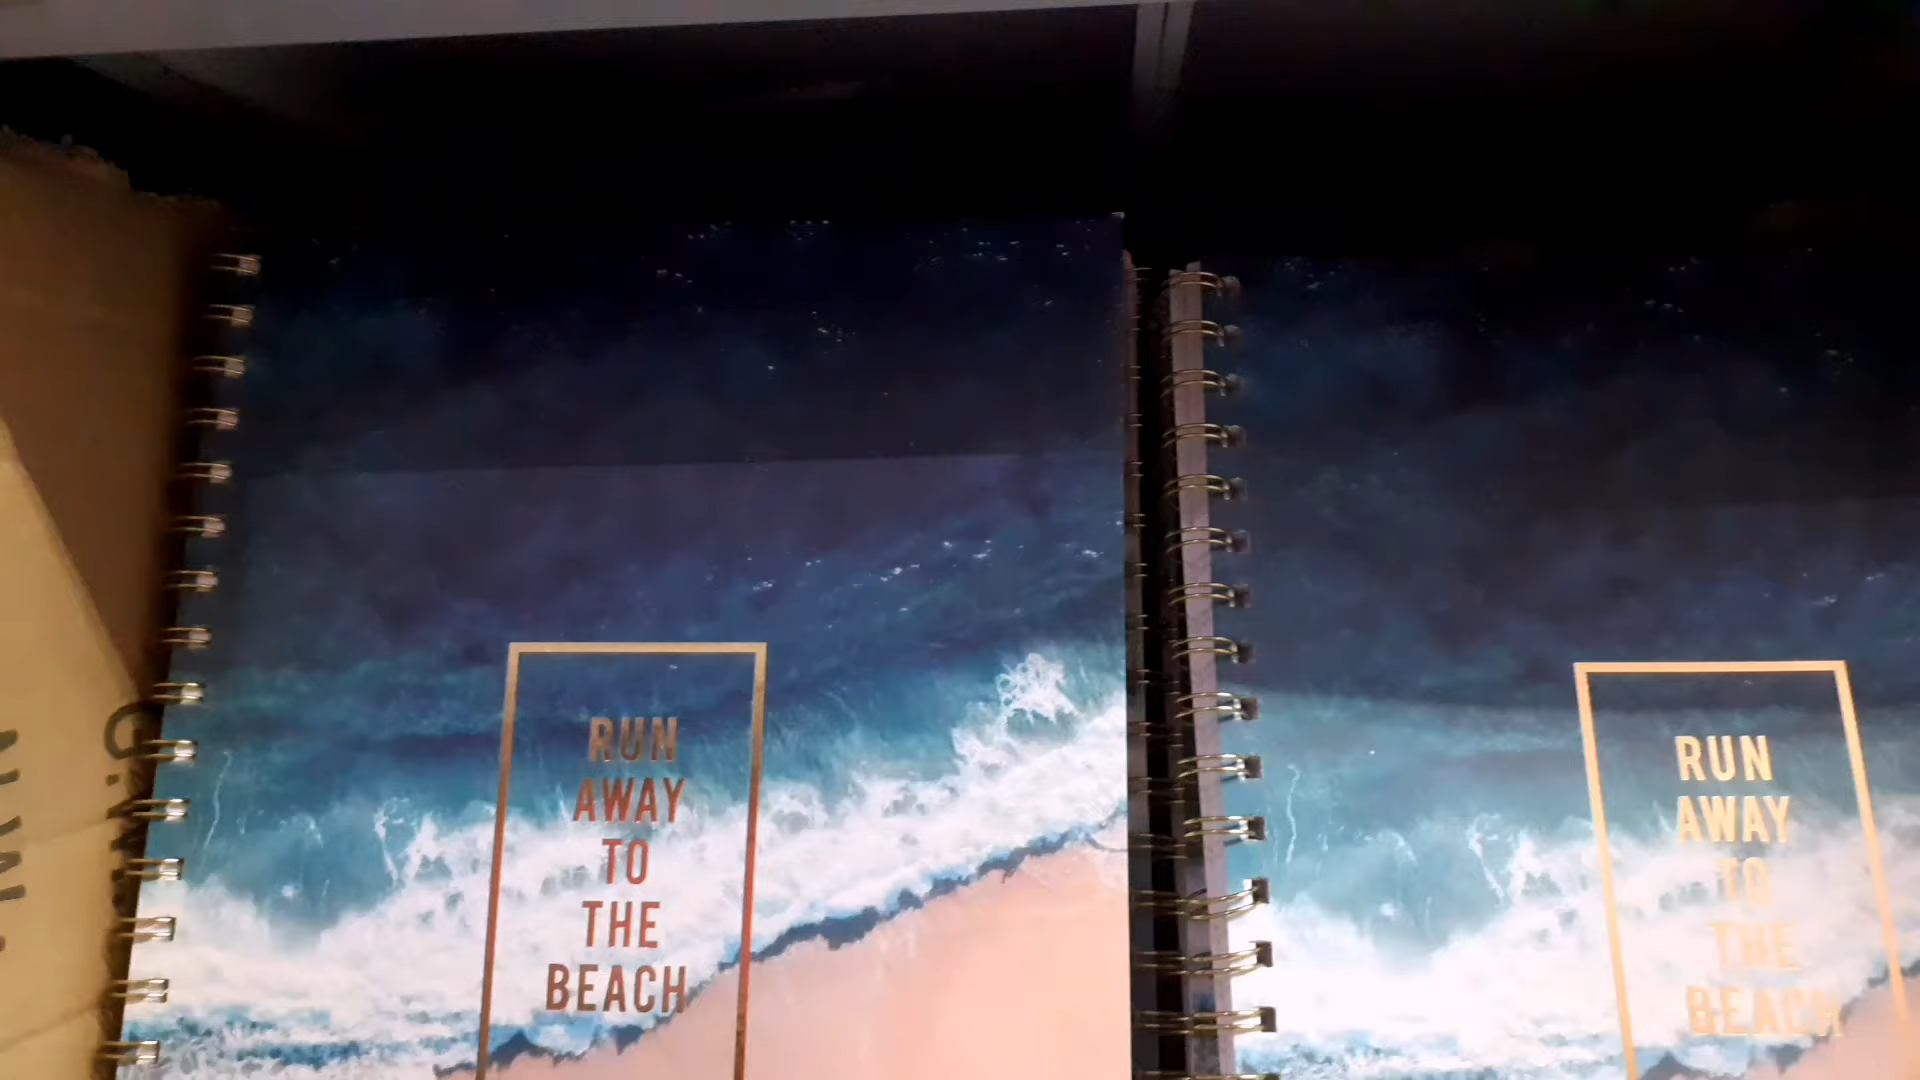 RUN
AWAY
TO
THE
BEACH
RUN
AWAY
TO
THE
BEACH